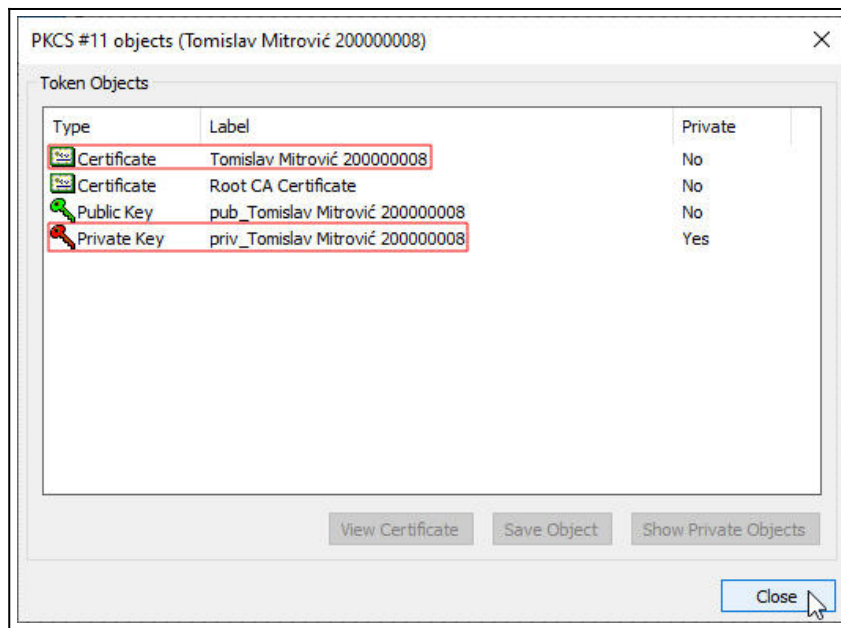 PKCS #11 objects (Tomislav Mitrović 200000008)
Token Objects
Type Label Private
Certificate Tomislav Mitrović 200000008 No
Certificate Root CA Certificate No
Public Key pub_Tomislav Mitrović 200000008 No
Private Key priv_Tomislav Mitrović 200000008 Yes
View Certificate Save Object Show Private Objects
Close